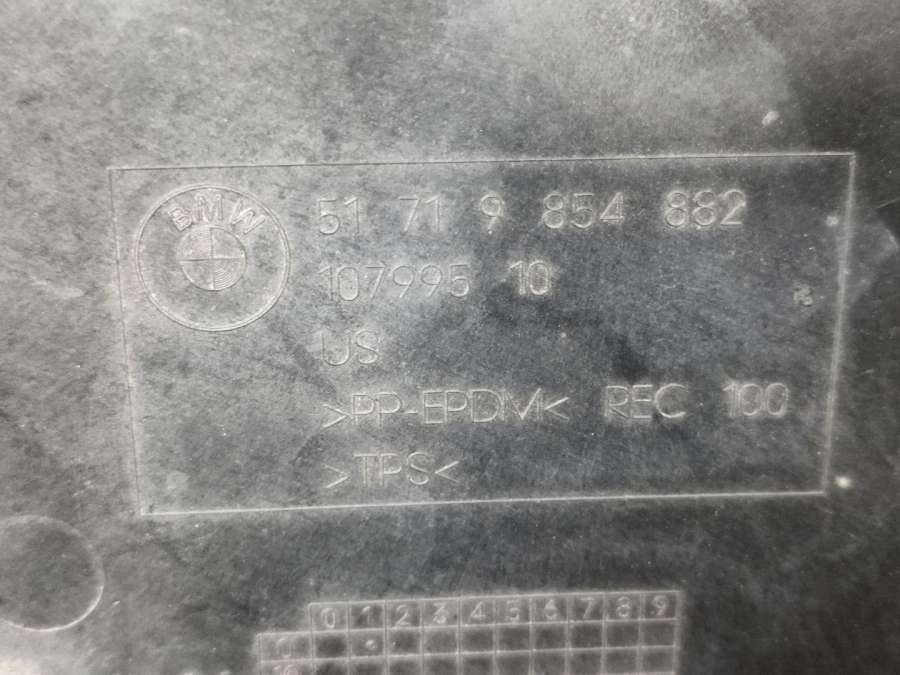 BMW
51 71 9 854 882
107995 10
US
>PP-EPDM< REC 100
>TPS<
0 1 2 3 4 5 6 7 8 9